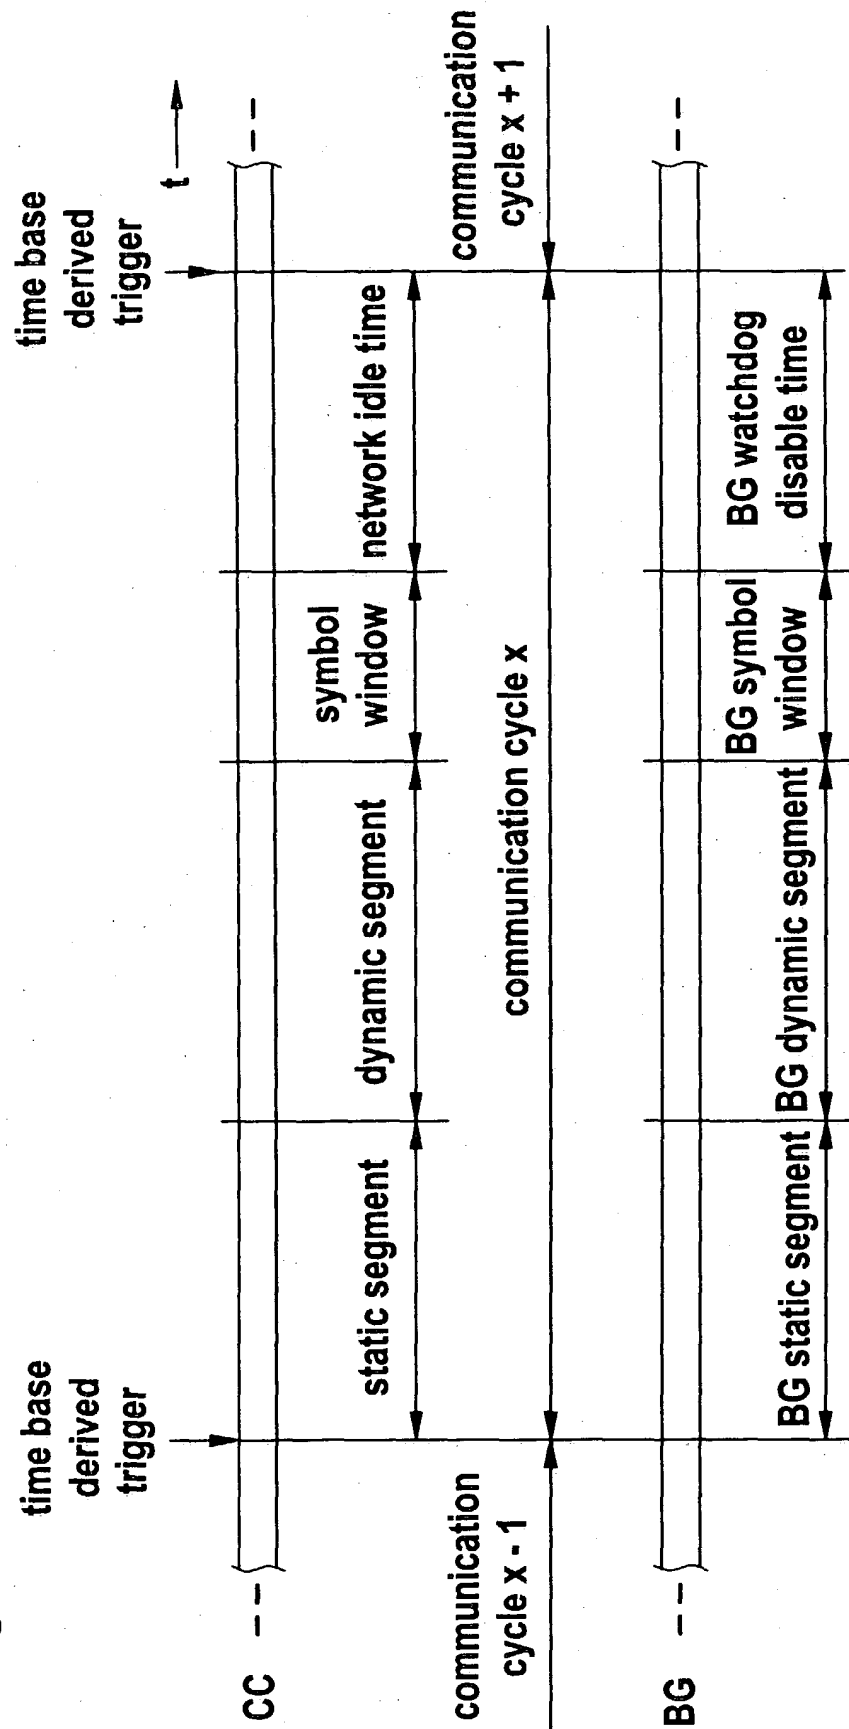 time base
derived
trigger
time base
derived
trigger
t
CC
static segment
dynamic segment
symbol
window
network idle time
communication
cycle x - 1
communication cycle x
communication
cycle x + 1
BG
BG static segment
BG dynamic segment
BG symbol
window
BG watchdog
disable time